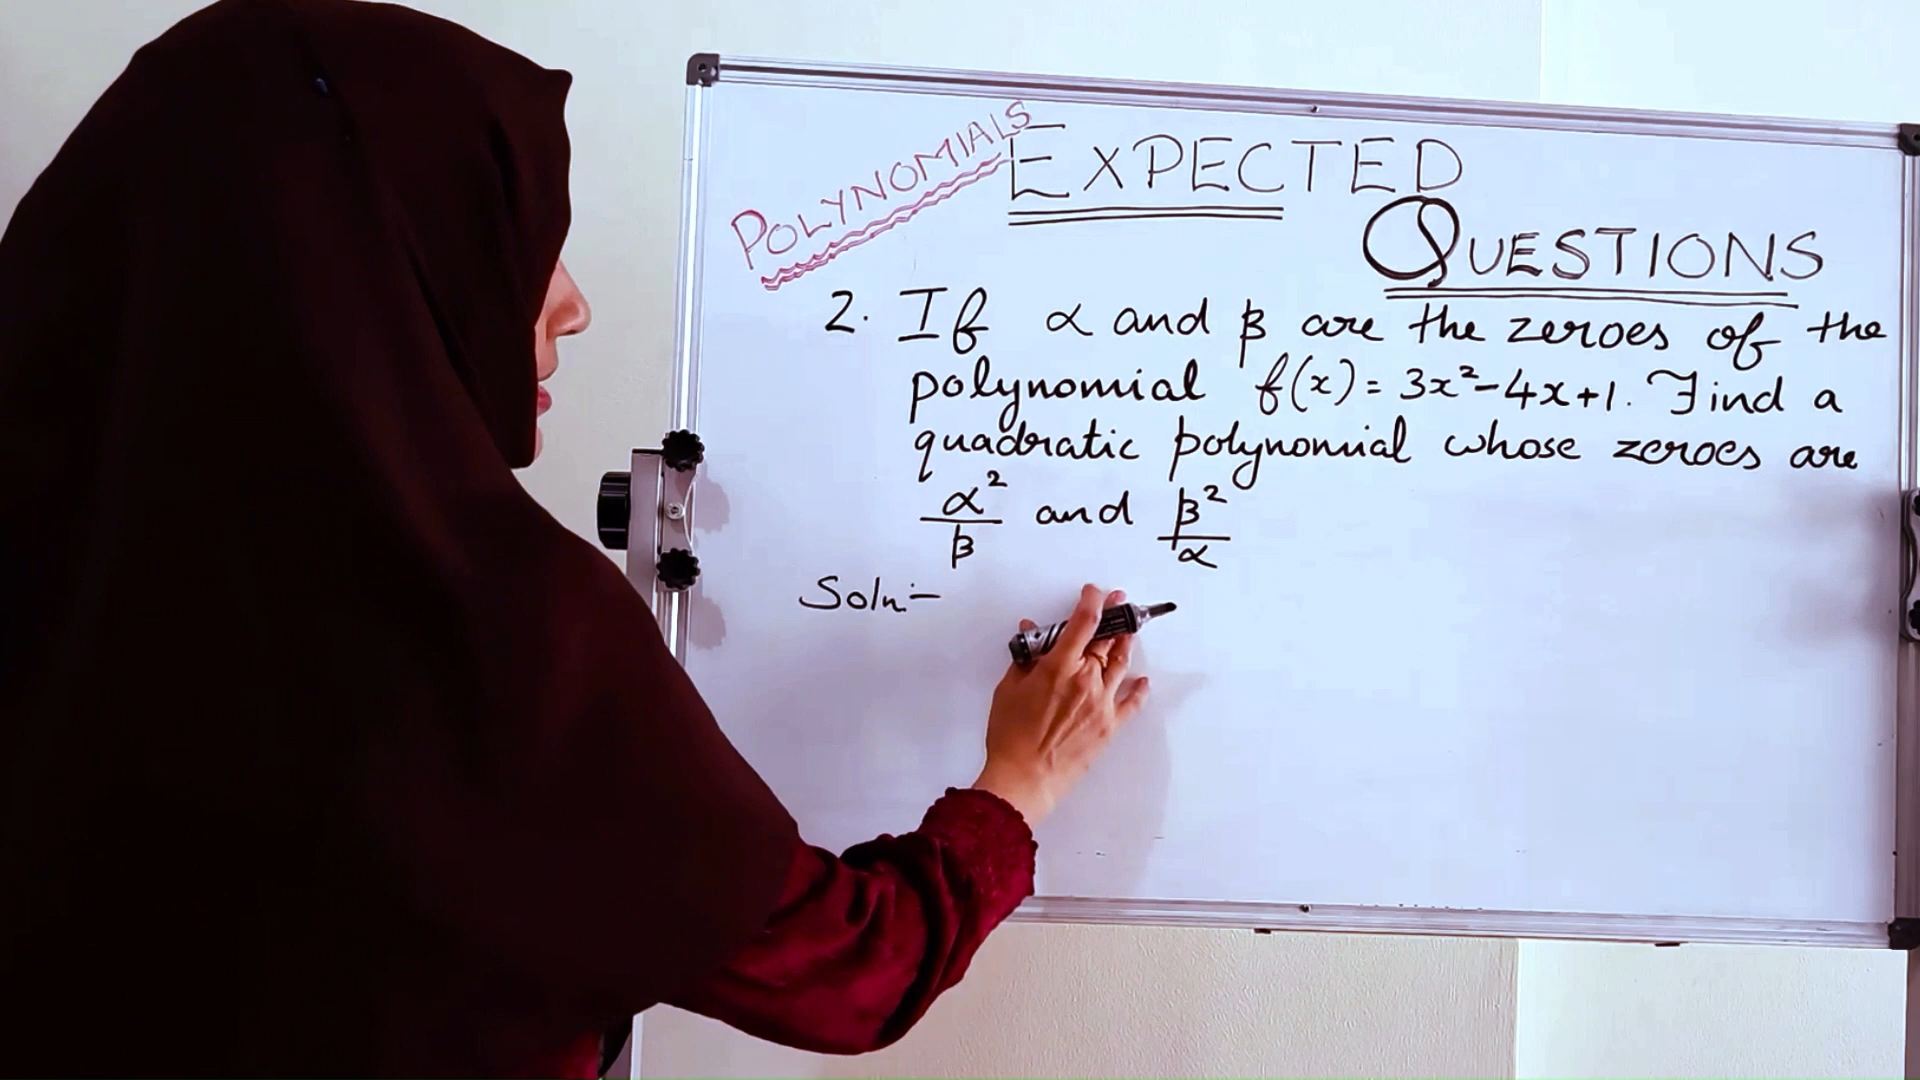 POLYNOMIALS
EXPECTED
QUESTIONS
2. If α and β are the zeroes of the
polynomial f(x) = 3x²-4x+1. Find a
quadratic polynomial whose zeroes are
α²/β and β²/α
Soln:-